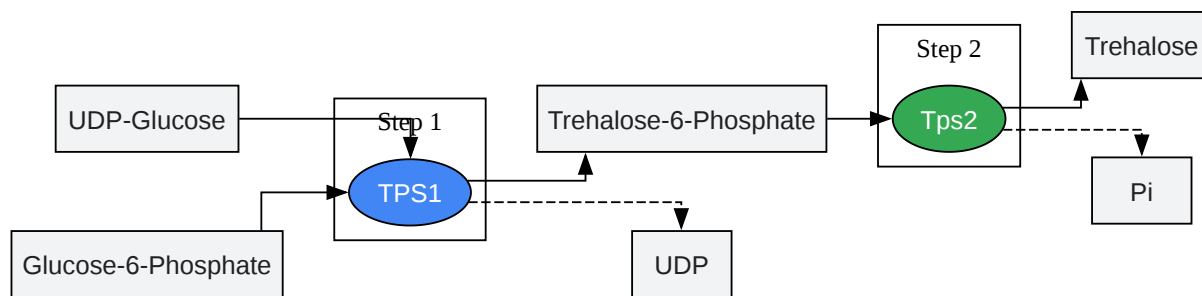 UDP-Glucose
Glucose-6-Phosphate
Step 1
TPS1
Trehalose-6-Phosphate
UDP
Step 2
Tps2
Trehalose
Pi